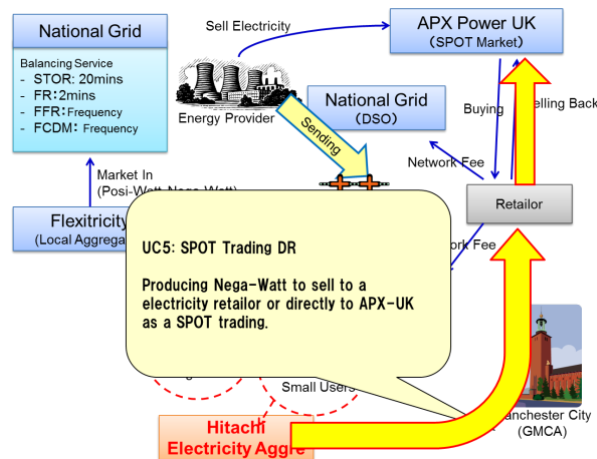 National Grid
Balancing Service
- STOR: 20mins
- FR:2mins
- FFR:Frequency
- FCDM: Frequency
Sell Electricity
APX Power UK
(SPOT Market)
Energy Provider
National Grid
(DSO)
Sending
Buying
elling Back
Network Fee
Market In
(Posi-Watt, Nega-Watt)
Flexitricity
(Local Aggrega
Retailor
ork Fee
UC5: SPOT Trading DR
Producing Nega-Watt to sell to a
electricity retailor or directly to APX-UK
as a SPOT trading.
Small Users
Hitachi
Electricity Aggre
anchester City
(GMCA)